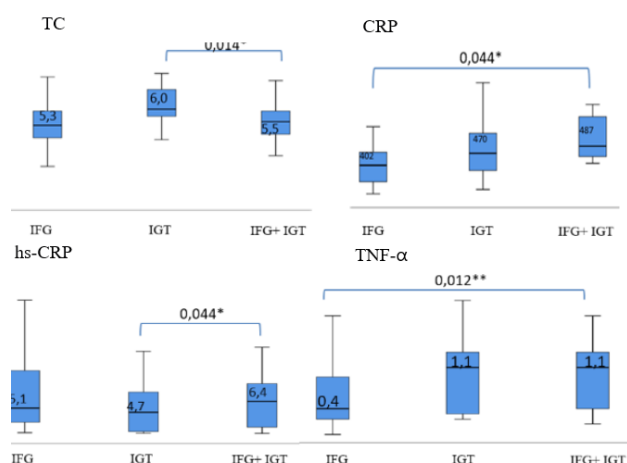 TC
CRP
0,014*
0,044*
5,3
6,0
5,5
402
470
487
IFG
IGT
IFG+ IGT
IFG
IGT
IFG+ IGT
hs-CRP
TNF-α
0,044*
0,012**
5,1
4,7
6,4
0,4
1,1
1,1
IFG
IGT
IFG+ IGT
IFG
IGT
IFG+ IGT